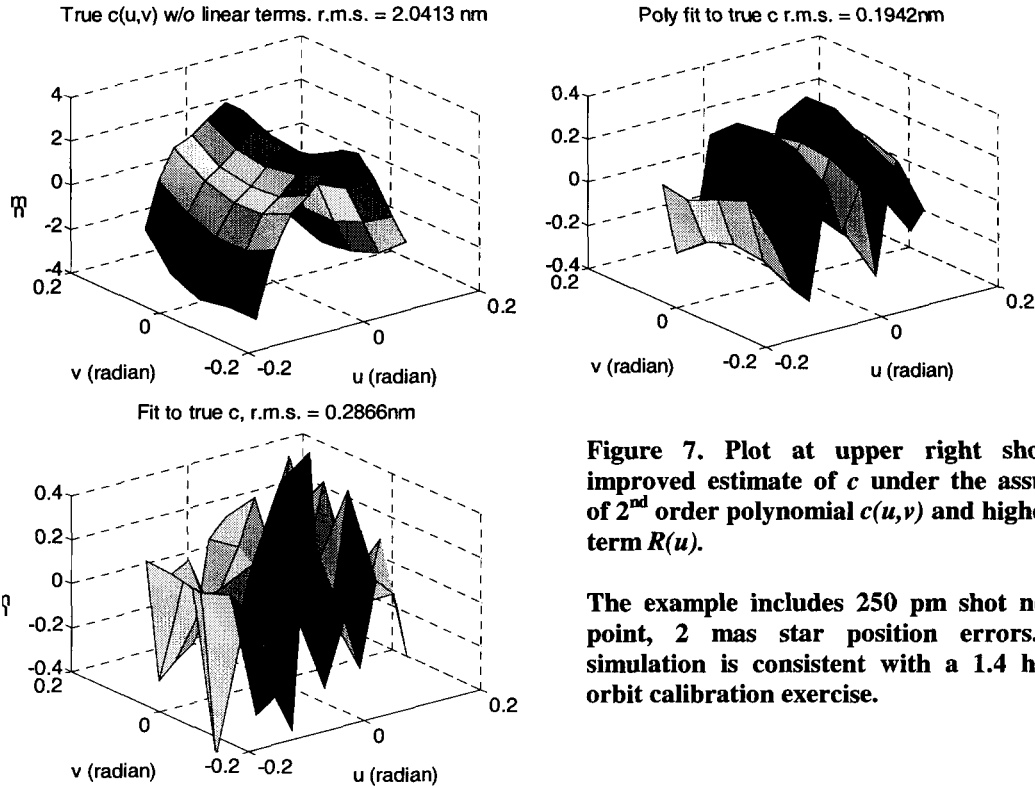 True c(u,v) w/o linear terms. r.m.s. = 2.0413 nm
4
2
0
-2
-4
nm
0.2
0
-0.2
v (radian)
-0.2
0
0.2
u (radian)
Poly fit to true c r.m.s. = 0.1942nm
0.4
0.2
0
-0.2
-0.4
0.2
0
-0.2
v (radian)
-0.2
0
0.2
u (radian)
Fit to true c, r.m.s. = 0.2866nm
0.4
0.2
0
-0.2
-0.4
0.2
0
-0.2
v (radian)
-0.2
0
0.2
u (radian)
Figure 7. Plot at upper right sho
improved estimate of c under the assu
of 2nd order polynomial c(u,v) and highe
term R(u).
The example includes 250 pm shot n
point, 2 mas star position errors.
simulation is consistent with a 1.4 h
orbit calibration exercise.